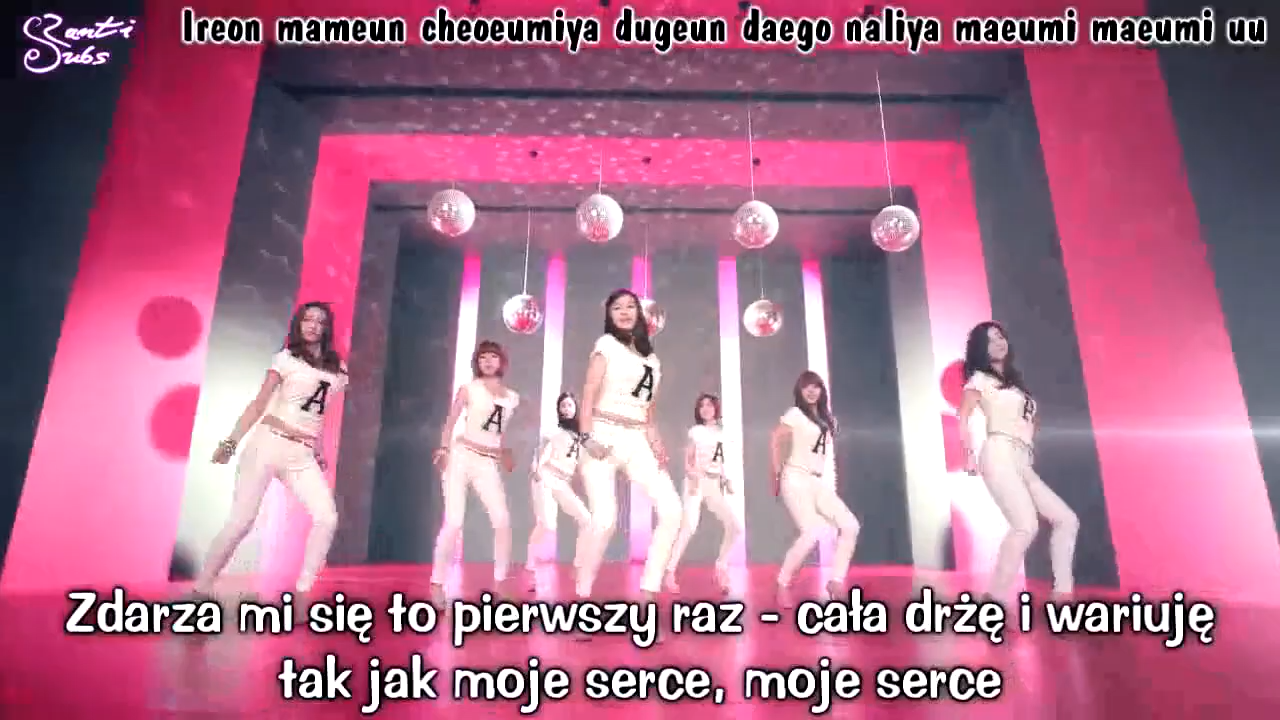 Santi
Subs
Ireon mameun cheoeumiya dugeun daego naliya maeumi maeumi uu
A
A
A
A
A
A
A
Zdarza mi się to pierwszy raz - cała drżę i wariuję
tak jak moje serce, moje serce